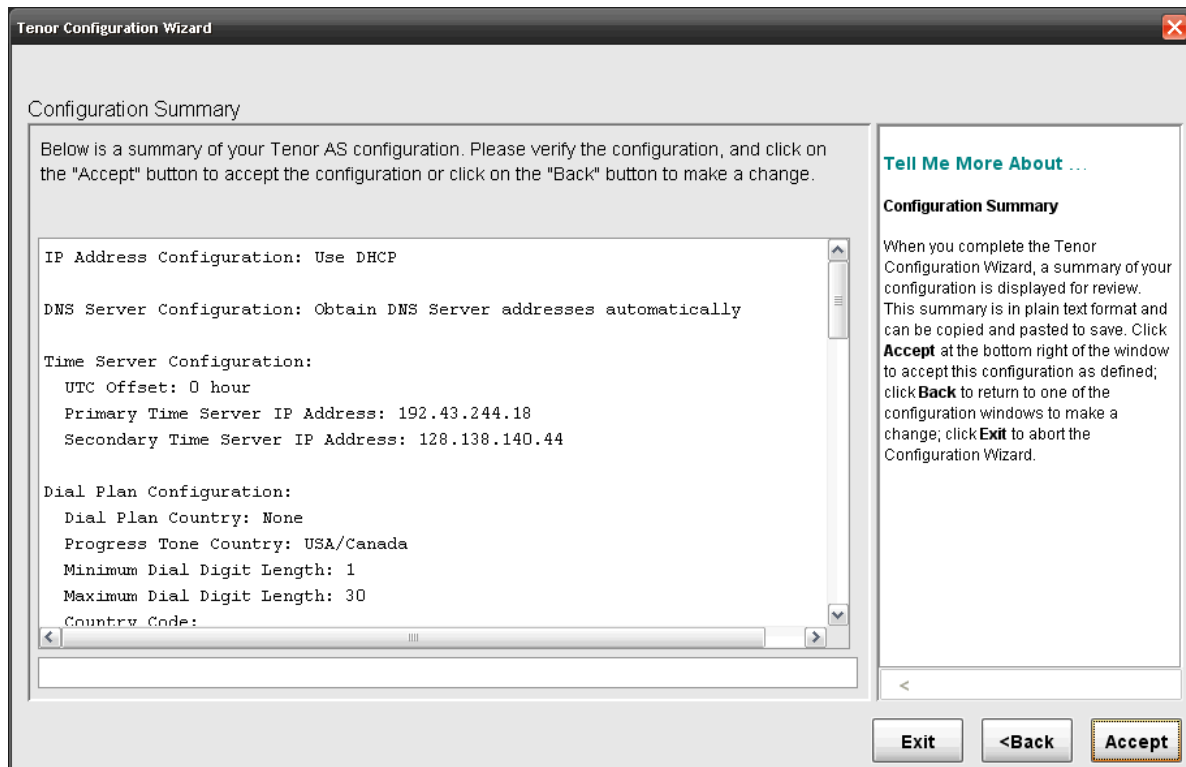 Tenor Configuration Wizard
Configuration Summary
Below is a summary of your Tenor AS configuration. Please verify the configuration, and click on
the "Accept" button to accept the configuration or click on the "Back" button to make a change.
IP Address Configuration: Use DHCP
DNS Server Configuration: Obtain DNS Server addresses automatically
Time Server Configuration:
UTC Offset: 0 hour
Primary Time Server IP Address: 192.43.244.18
Secondary Time Server IP Address: 128.138.140.44
Dial Plan Configuration:
Dial Plan Country: None
Progress Tone Country: USA/Canada
Minimum Dial Digit Length: 1
Maximum Dial Digit Length: 30
Country Code:
Tell Me More About ...
Configuration Summary
When you complete the Tenor
Configuration Wizard, a summary of your
configuration is displayed for review.
This summary is in plain text format and
can be copied and pasted to save. Click
Accept at the bottom right of the window
to accept this configuration as defined;
click Back to return to one of the
configuration windows to make a
change; click Exit to abort the
Configuration Wizard.
<
Exit
<Back
Accept